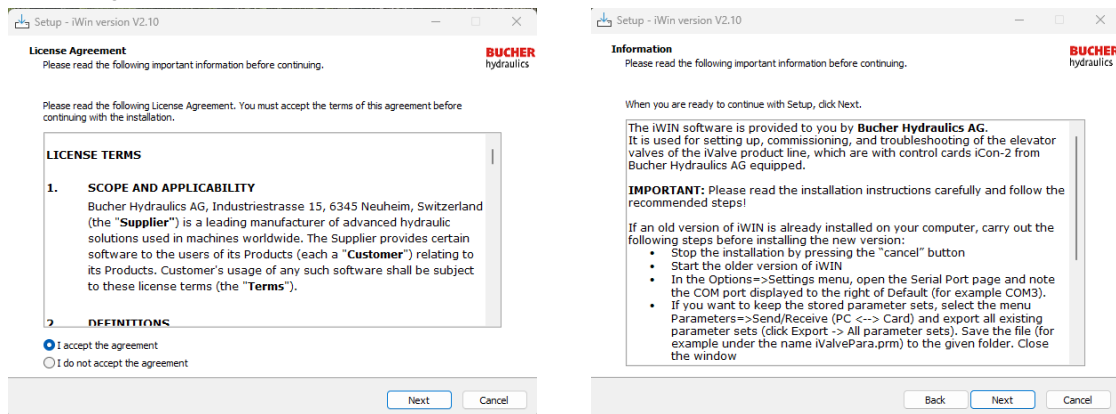 Setup - iWin version V2.10
License Agreement
Please read the following important information before continuing.
BUCHER
hydraulics
Please read the following License Agreement. You must accept the terms of this agreement before
continuing with the installation.
LICENSE TERMS
1. SCOPE AND APPLICABILITY
Bucher Hydraulics AG, Industriestrasse 15, 6345 Neuheim, Switzerland
(the "Supplier") is a leading manufacturer of advanced hydraulic
solutions used in machines worldwide. The Supplier provides certain
software to the users of its Products (each a "Customer") relating to
its Products. Customer's usage of any such software shall be subject
to these license terms (the "Terms").
2 DEFINITIONS
I accept the agreement
I do not accept the agreement
Next Cancel
Setup - iWin version V2.10
Information
Please read the following important information before continuing.
BUCHER
hydraulics
When you are ready to continue with Setup, click Next.
The iWIN software is provided to you by Bucher Hydraulics AG.
It is used for setting up, commissioning, and troubleshooting of the elevator
valves of the iValve product line, which are with control cards iCon-2 from
Bucher Hydraulics AG equipped.
IMPORTANT: Please read the installation instructions carefully and follow the
recommended steps!
If an old version of iWIN is already installed on your computer, carry out the
following steps before installing the new version:
• Stop the installation by pressing the "cancel" button
• Start the older version of iWIN
• In the Options=>Settings menu, open the Serial Port page and note
the COM port displayed to the right of Default (for example COM3).
• If you want to keep the stored parameter sets, select the menu
Parameters=>Send/Receive (PC <--> Card) and export all existing
parameter sets (click Export -> All parameter sets). Save the file (for
example under the name iValvePara.prm) to the given folder. Close
the window
Back Next Cancel